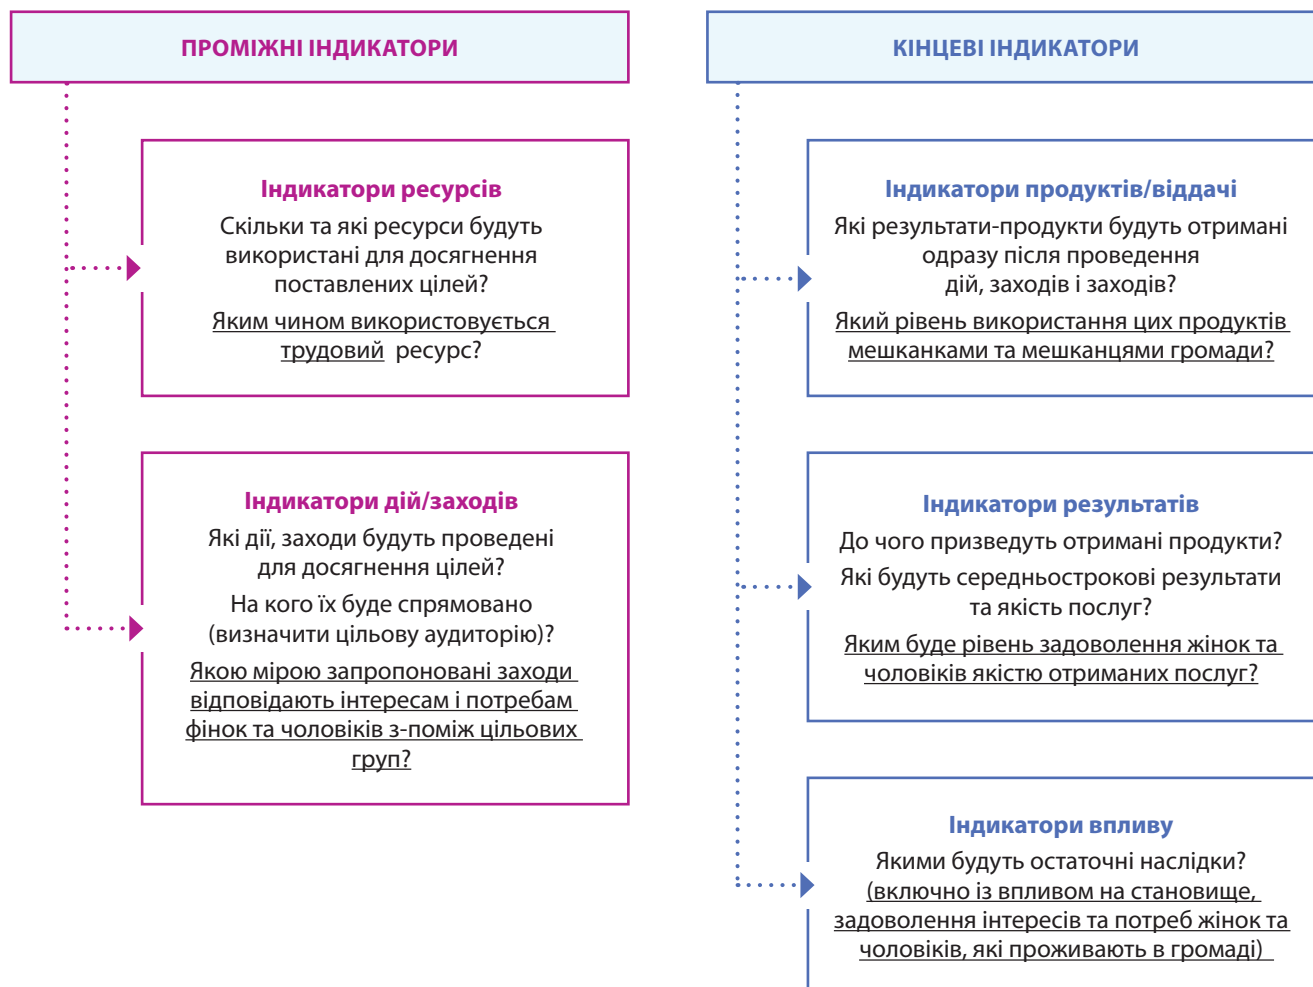 ПРОМІЖНІ ІНДИКАТОРИ
Індикатори ресурсів
Скільки та які ресурси будуть
використані для досягнення
поставлених цілей?
Яким чином використовується
трудовий ресурс?
Індикатори дій/заходів
Які дії, заходи будуть проведені
для досягнення цілей?
На кого їх буде спрямовано
(визначити цільову аудиторію)?
Якою мірою запропоновані заходи
відповідають інтересам і потребам
фінок та чоловіків з-поміж цільових
груп?
КІНЦЕВІ ІНДИКАТОРИ
Індикатори продуктів/віддачі
Які результати-продукти будуть отримані
одразу після проведення
дій, заходів і заходів?
Який рівень використання цих продуктів
мешканками та мешканцями громади?
Індикатори результатів
До чого призведуть отримані продукти?
Які будуть середньострокові результати
та якість послуг?
Яким буде рівень задоволення жінок та
чоловіків якістю отриманих послуг?
Індикатори впливу
Якими будуть остаточні наслідки?
(включно із впливом на становище,
задоволення інтересів та потреб жінок та
чоловіків, які проживають в громаді)